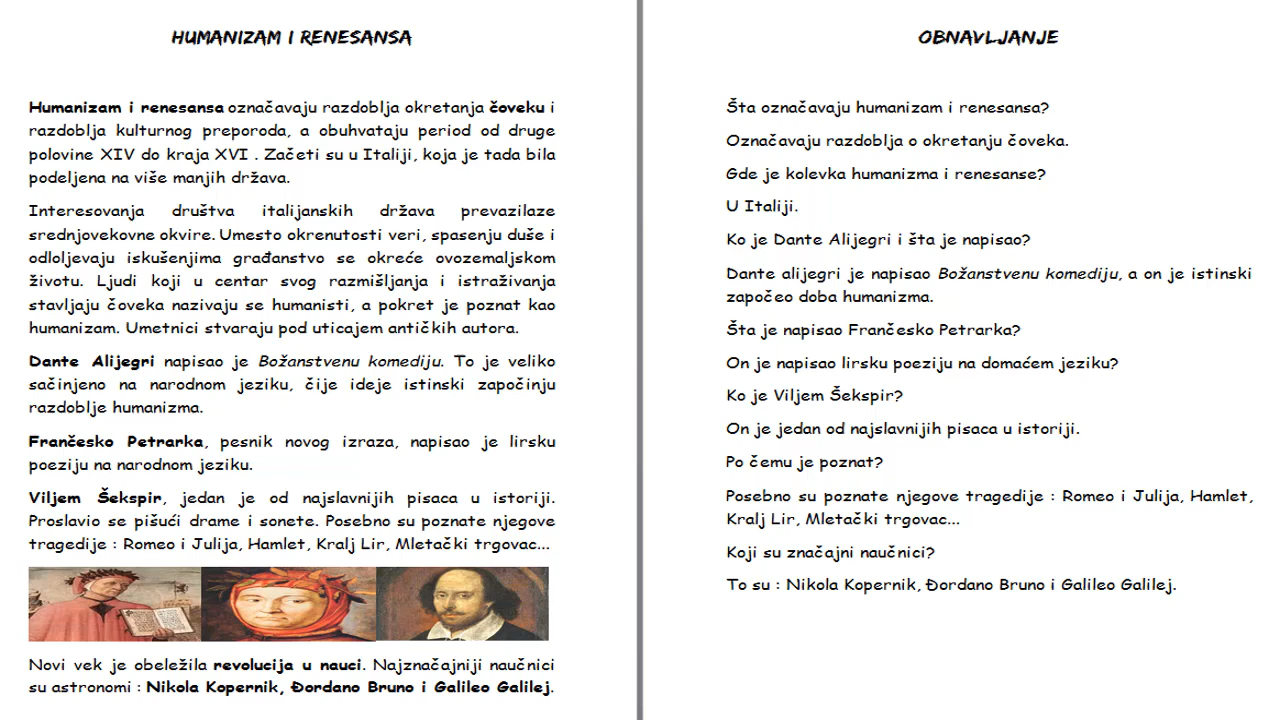 HUMANIZAM I RENESANSA
Humanizam i renesansa označavaju razdoblja okretanja čoveku i
razdoblja kulturnog preporoda, a obuhvataju period od druge
polovine XIV do kraja XVI . Začeti su u Italiji, koja je tada bila
podeljena na više manjih država.
Interesovanja društva italijanskih država prevazilaze
srednjovekovne okvire. Umesto okrenutosti veri, spasenju duše i
odloljevaju iskušenjima građanstvo se okreće ovozemaljskom
životu. Ljudi koji u centar svog razmišljanja i istraživanja
stavljaju čoveka nazivaju se humanisti, a pokret je poznat kao
humanizam. Umetnici stvaraju pod uticajem antičkih autora.
Dante Alijegri napisao je Božanstvenu komediju. To je veliko
sačinjeno na narodnom jeziku, čije ideje istinski započinju
razdoblje humanizma.
Frančesko Petrarka, pesnik novog izraza, napisao je lirsku
poeziju na narodnom jeziku.
Viljem Šekspir, jedan je od najslavnijih pisaca u istoriji.
Proslavio se pišući drame i sonete. Posebno su poznate njegove
tragedije : Romeo i Julija, Hamlet, Kralj Lir, Mletački trgovac...
Novi vek je obeležila revolucija u nauci. Najznačajniji naučnici
su astronomi : Nikola Kopernik, Đordano Bruno i Galileo Galilej.
OBNAVLJANJE
Šta označavaju humanizam i renesansa?
Označavaju razdoblja o okretanju čoveka.
Gde je kolevka humanizma i renesanse?
U Italiji.
Ko je Dante Alijegri i šta je napisao?
Dante alijegri je napisao Božanstvenu komediju, a on je istinski
započeo doba humanizma.
Šta je napisao Frančesko Petrarka?
On je napisao lirsku poeziju na domaćem jeziku?
Ko je Viljem Šekspir?
On je jedan od najslavnijih pisaca u istoriji.
Po čemu je poznat?
Posebno su poznate njegove tragedije : Romeo i Julija, Hamlet,
Kralj Lir, Mletački trgovac...
Koji su značajni naučnici?
To su : Nikola Kopernik, Đordano Bruno i Galileo Galilej.